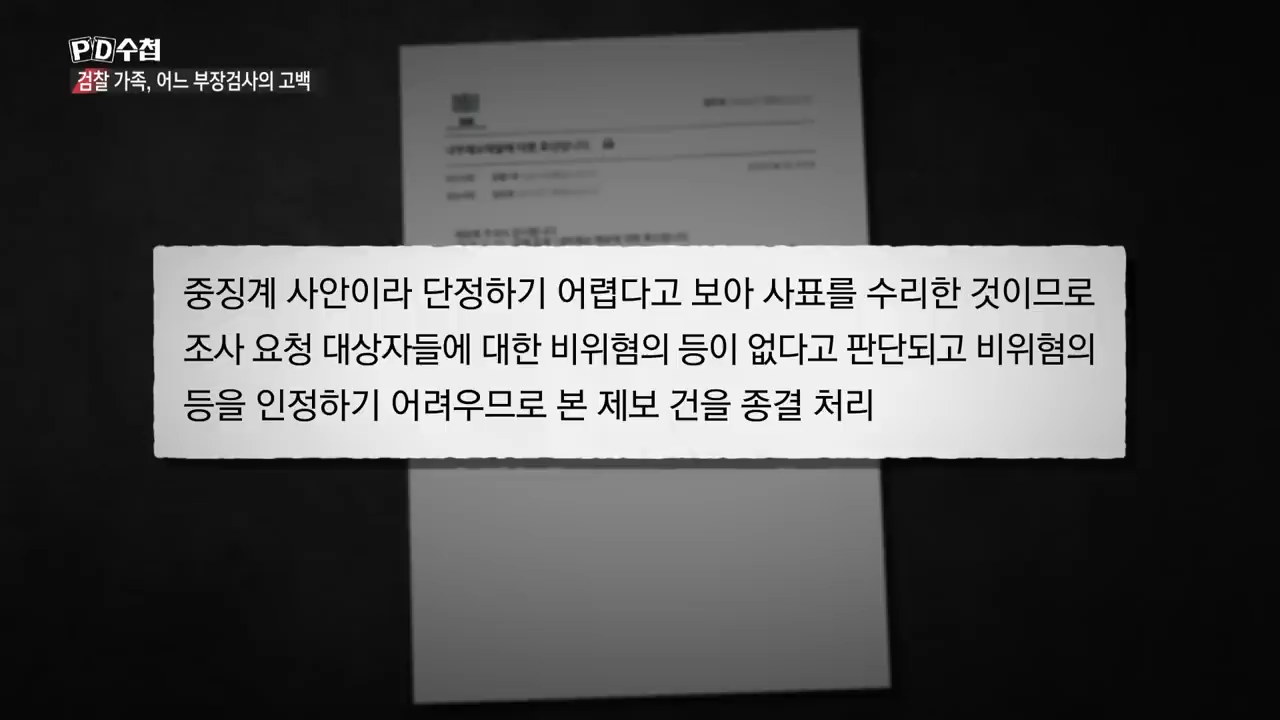 PD수첩
검찰 가족, 어느 부장검사의 고백
중징계 사안이라 단정하기 어렵다고 보아 사표를 수리한 것이므로
조사 요청 대상자들에 대한 비위혐의 등이 없다고 판단되고 비위혐의
등을 인정하기 어려우므로 본 제보 건을 종결 처리